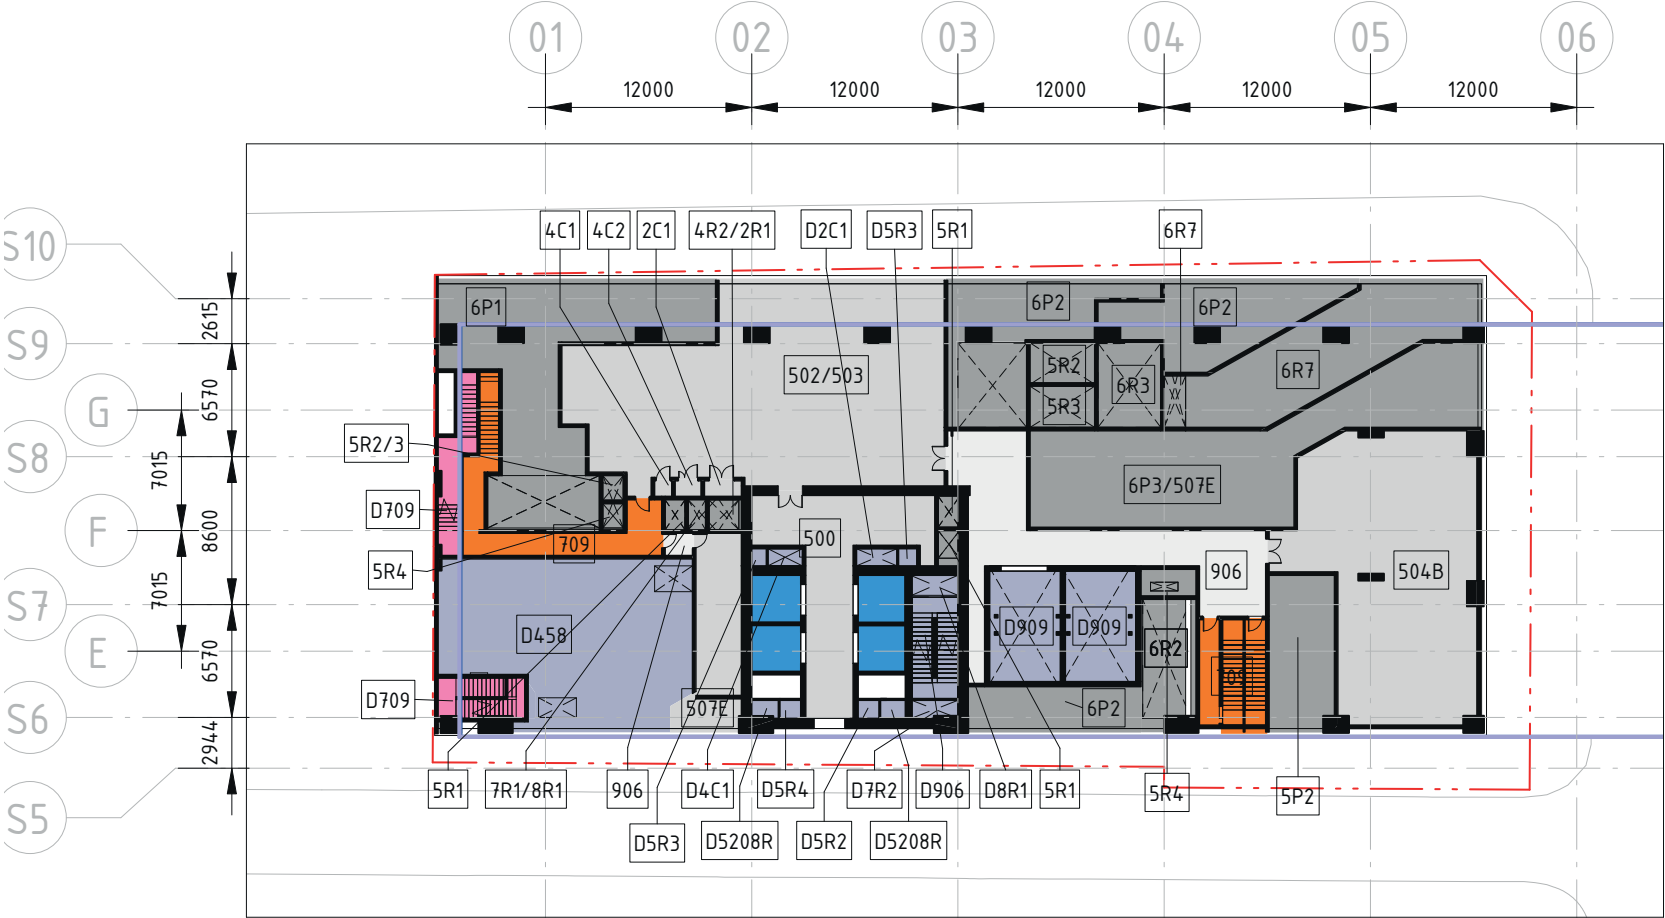 01 02 03 04 05 06
12000 12000 12000 12000 12000
S10
S9
G
S8
F
S7
E
S6
S5
2615
6570
8600
6570
2944
7015
7015
4C1 4C2 2C1 4R2/2R1 D2C1 D5R3 5R1 6R7
6P1 6P2 6P2
502/503 5R2 6R3 6R7
5R3
5R2/3
6P3/507E
D709
709 500
5R4 906 504B
D458 D909 D909 6R2
709
D709 507E 6P2
5R1 7R1/8R1 906 D4C1 D5R4 D7R2 D906 D8R1 5R1 5R4 5P2
D5R3 D5208R D5R2 D5208R